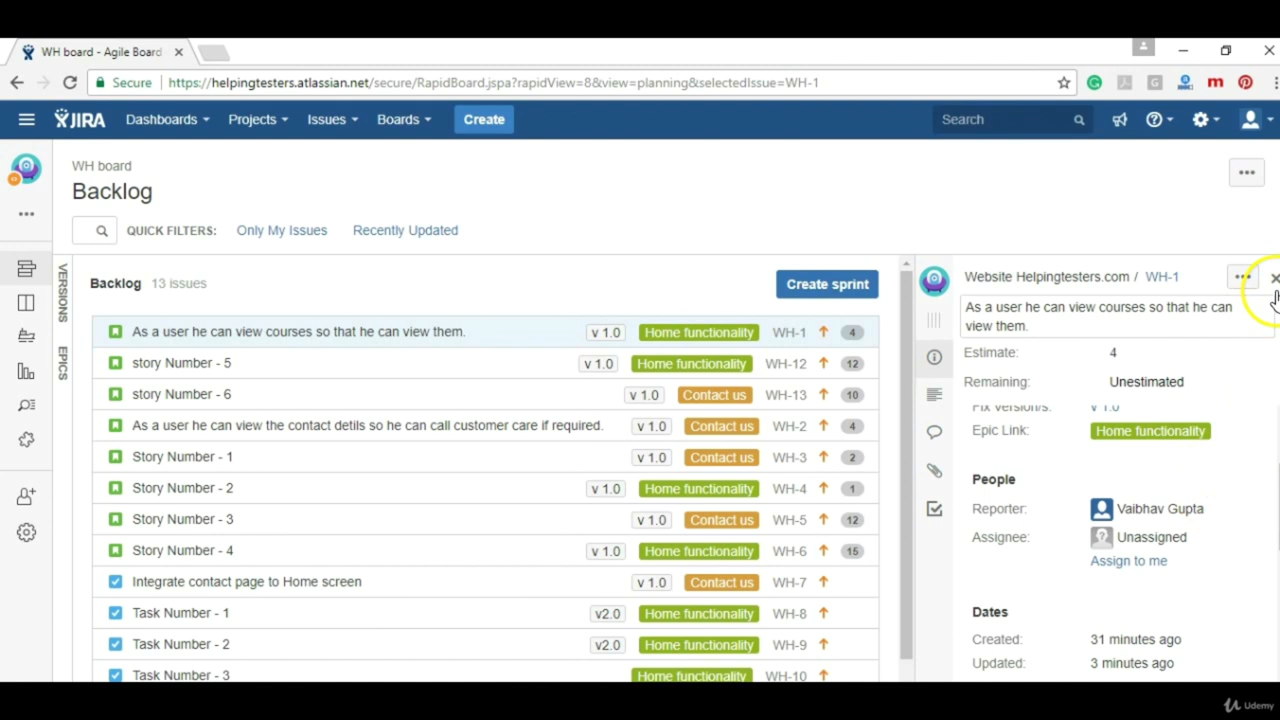 WH board - Agile Board
Secure https://helpingtesters.atlassian.net/secure/RapidBoard.jspa?rapidView=8&view=planning&selectedIssue=WH-1
JIRA Dashboards Projects Issues Boards Create Search
WH board
Backlog
QUICK FILTERS: Only My Issues Recently Updated
VERSIONS
EPICS
Backlog 13 issues Create sprint
As a user he can view courses so that he can view them. v 1.0 Home functionality WH-1 4
story Number - 5 v 1.0 Home functionality WH-12 12
story Number - 6 v 1.0 Contact us WH-13 10
As a user he can view the contact detils so he can call customer care if required. v 1.0 Contact us WH-2 4
Story Number - 1 v 1.0 Contact us WH-3 2
Story Number - 2 v 1.0 Home functionality WH-4 1
Story Number - 3 v 1.0 Contact us WH-5 12
Story Number - 4 v 1.0 Home functionality WH-6 15
Integrate contact page to Home screen v 1.0 Contact us WH-7
Task Number - 1 v2.0 Home functionality WH-8
Task Number - 2 v2.0 Home functionality WH-9
Task Number - 3 Home functionality WH-10
Website Helpingtesters.com / WH-1
As a user he can view courses so that he can
view them.
Estimate: 4
Remaining: Unestimated
Fix Version/s: v 1.0
Epic Link: Home functionality
People
Reporter: Vaibhav Gupta
Assignee: Unassigned
Assign to me
Dates
Created: 31 minutes ago
Updated: 3 minutes ago
Udemy